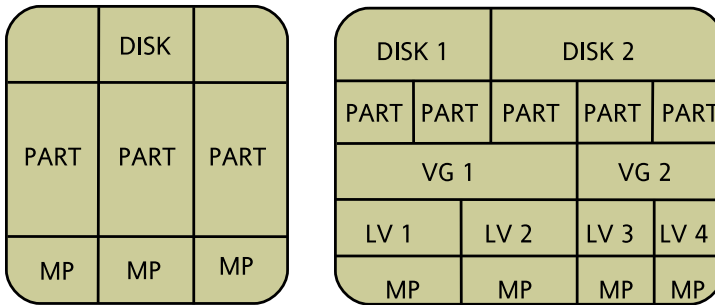 DISK
PART PART PART
MP MP MP
DISK 1 DISK 2
PART PART PART PART PART
VG 1 VG 2
LV 1 LV 2 LV 3 LV 4
MP MP MP MP